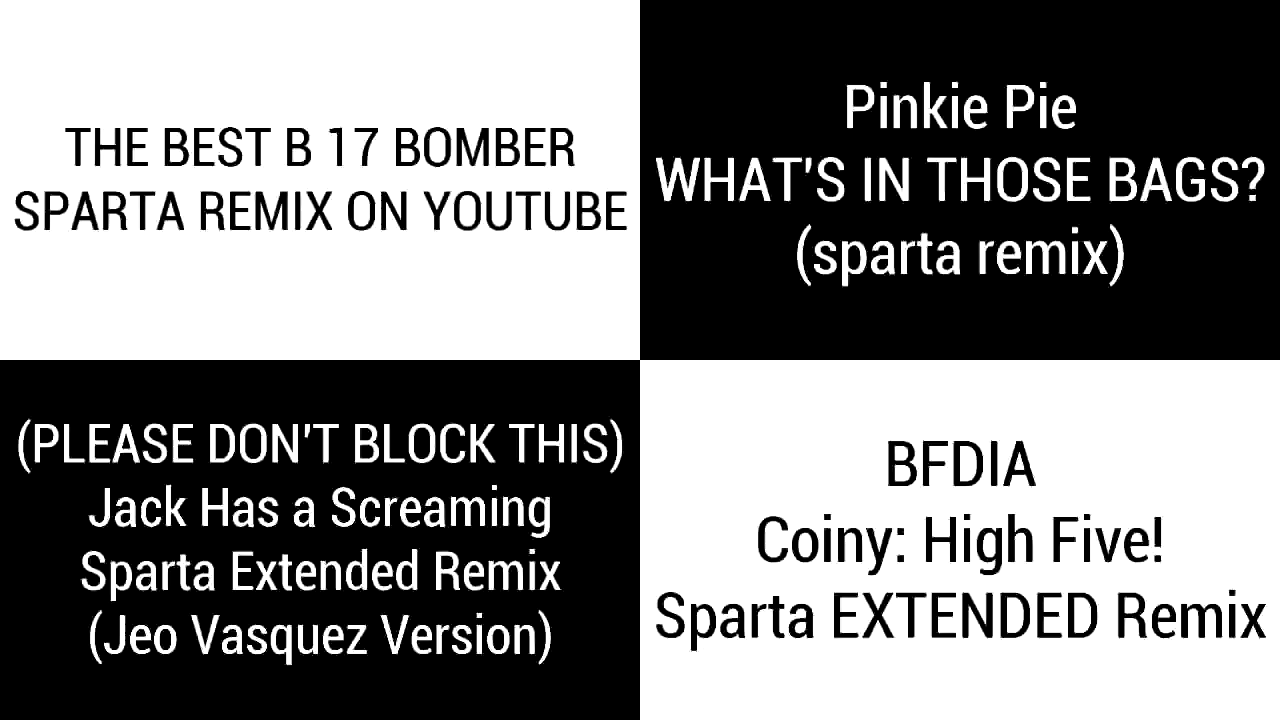 THE BEST B 17 BOMBER
SPARTA REMIX ON YOUTUBE
Pinkie Pie
WHAT'S IN THOSE BAGS?
(sparta remix)
(PLEASE DON'T BLOCK THIS)
Jack Has a Screaming
Sparta Extended Remix
(Jeo Vasquez Version)
BFDIA
Coiny: High Five!
Sparta EXTENDED Remix